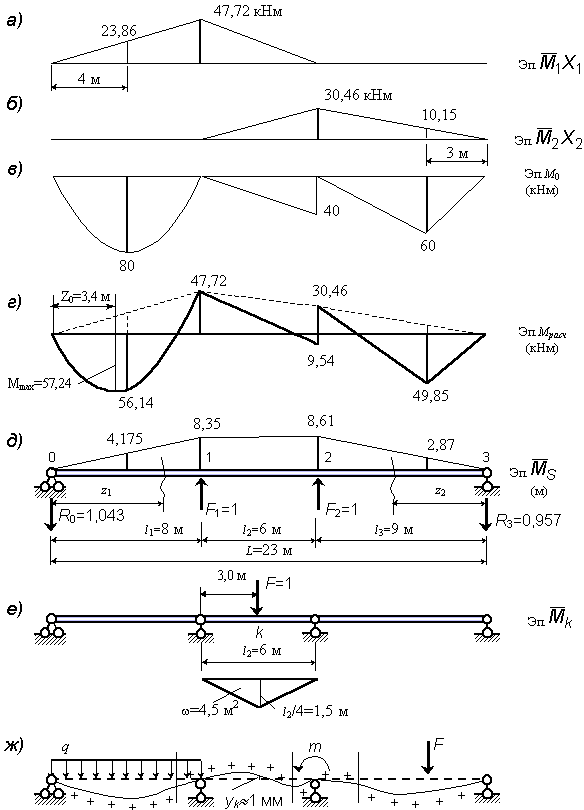 а)
47,72 кНм
23,86
4 м
Эп M̅₁X₁
б)
30,46 кНм
10,15
3 м
Эп M̅₂X₂
в)
Эп M₀
(кНм)
40
80
60
г)
47,72
Z₀=3,4 м
30,46
Эп Mрасч
(кНм)
Mmax=57,24
9,54
56,14
49,85
д)
0
4,175
8,35
8,61
2,87
3
1
2
Эп M̅S
(м)
z₁
z₂
R₀=1,043
F₁=1
F₂=1
R₃=0,957
l₁=8 м
l₂=6 м
l₃=9 м
L=23 м
е)
3,0 м
F=1
k
Эп M̅k
l₂=6 м
ω=4,5 м²
l₂/4=1,5 м
ж)
q
m
F
yk≈1 мм